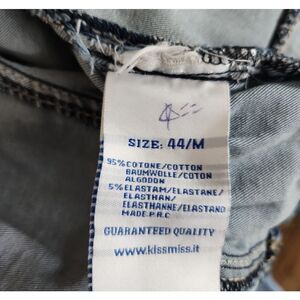 SIZE: 44/M
95%COTONE/COTTON
BAUMWOLLE/COTON
ALGODON
5%ELASTAM/ELASTANE/
ELASTHAN/
ELASTHANNE/ELASTANO
MADE P.R.C
GUARANTEED QUALITY
www.kissmiss.it